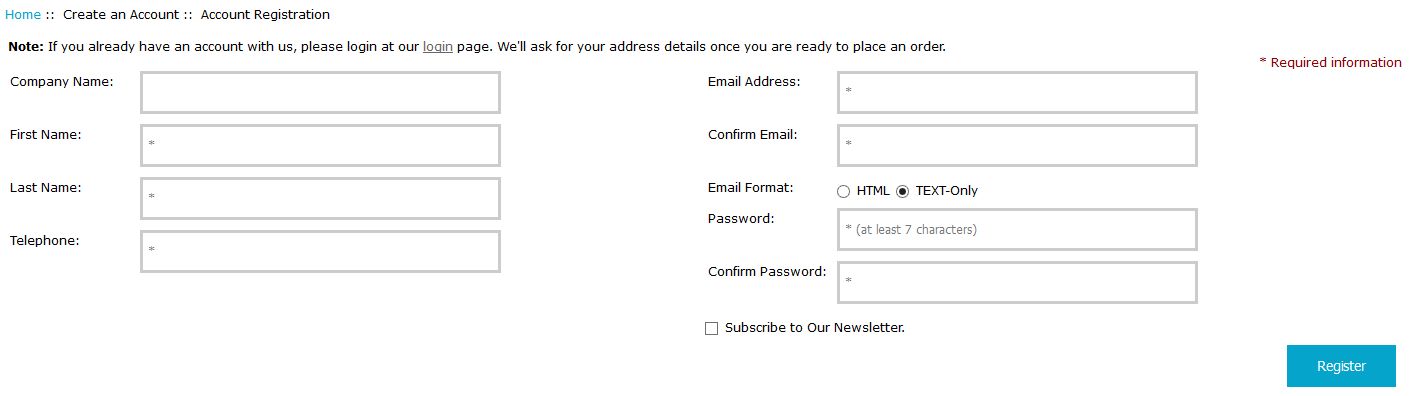 Home :: Create an Account :: Account Registration
Note: If you already have an account with us, please login at our login page. We'll ask for your address details once you are ready to place an order.
* Required information
Company Name:
First Name: *
Last Name: *
Telephone: *
Email Address: *
Confirm Email: *
Email Format: HTML TEXT-Only
Password: * (at least 7 characters)
Confirm Password: *
Subscribe to Our Newsletter.
Register